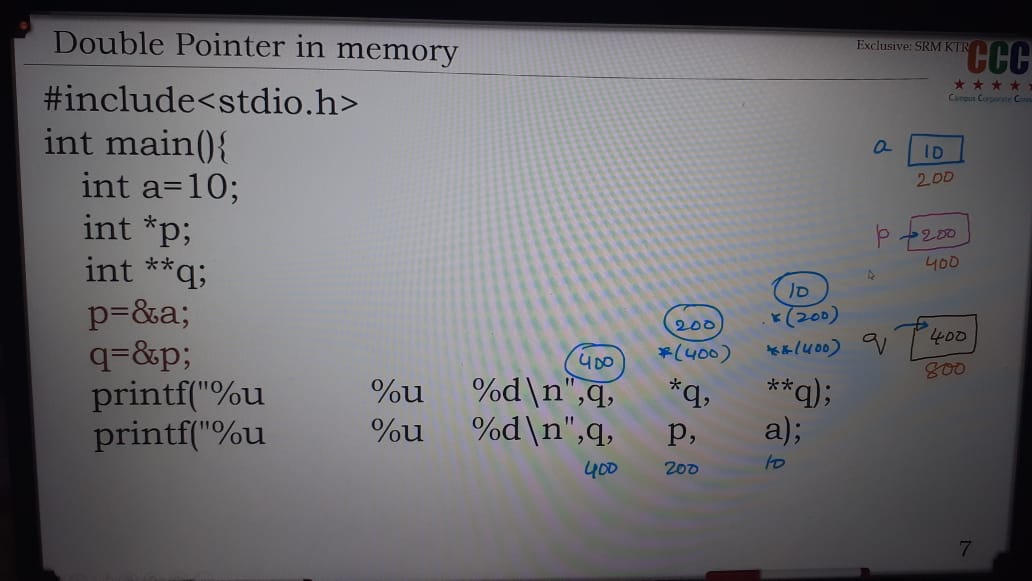 Double Pointer in memory
Exclusive: SRM KTR
CCC
Campus Corporate
#include<stdio.h>
int main(){
int a=10;
int *p;
int **q;
p=&a;
q=&p;
printf("%u %u %d\n",q, *q, **q);
printf("%u %u %d\n",q, p, a);
400 200 10
400
200
*(400)
10
*(200)
**(400)
a 10
200
p 200
400
q 400
800
7